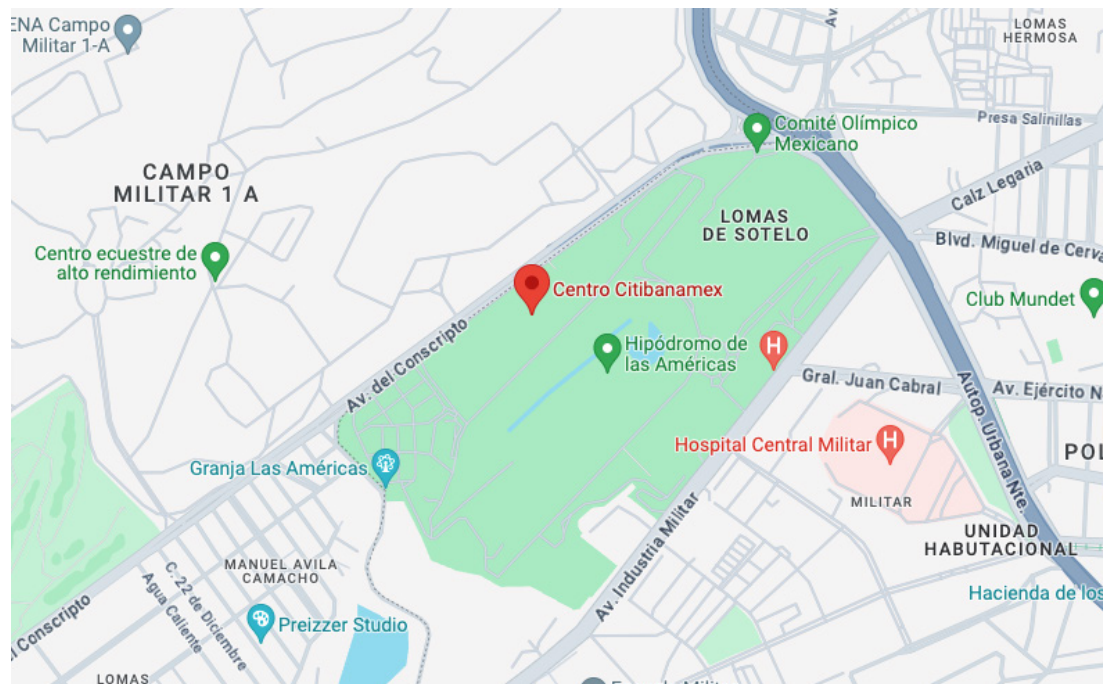 ENA Campo
Militar 1-A
LOMAS
HERMOSA
Presa Salinillas
Comité Olímpico
Mexicano
CAMPO
MILITAR 1 A
Calz Legaria
LOMAS
DE SOTELO
Centro ecuestre de
alto rendimiento
Blvd. Miguel de Cerva
Centro Citibanamex
Club Mundet
Av. del Conscripto
Hipódromo de
las Américas
H
Gral. Juan Cabral
Av. Ejército N
Autop. Urbana Nte.
Hospital Central Militar
H
POL
Granja Las Américas
MILITAR
UNIDAD
HABUTACIONAL
Av. Industria Militar
MANUEL AVILA
CAMACHO
C. 22 de Diciembre
Agua Caliente
Hacienda de los
Preizzer Studio
l Conscripto
LOMAS
Av